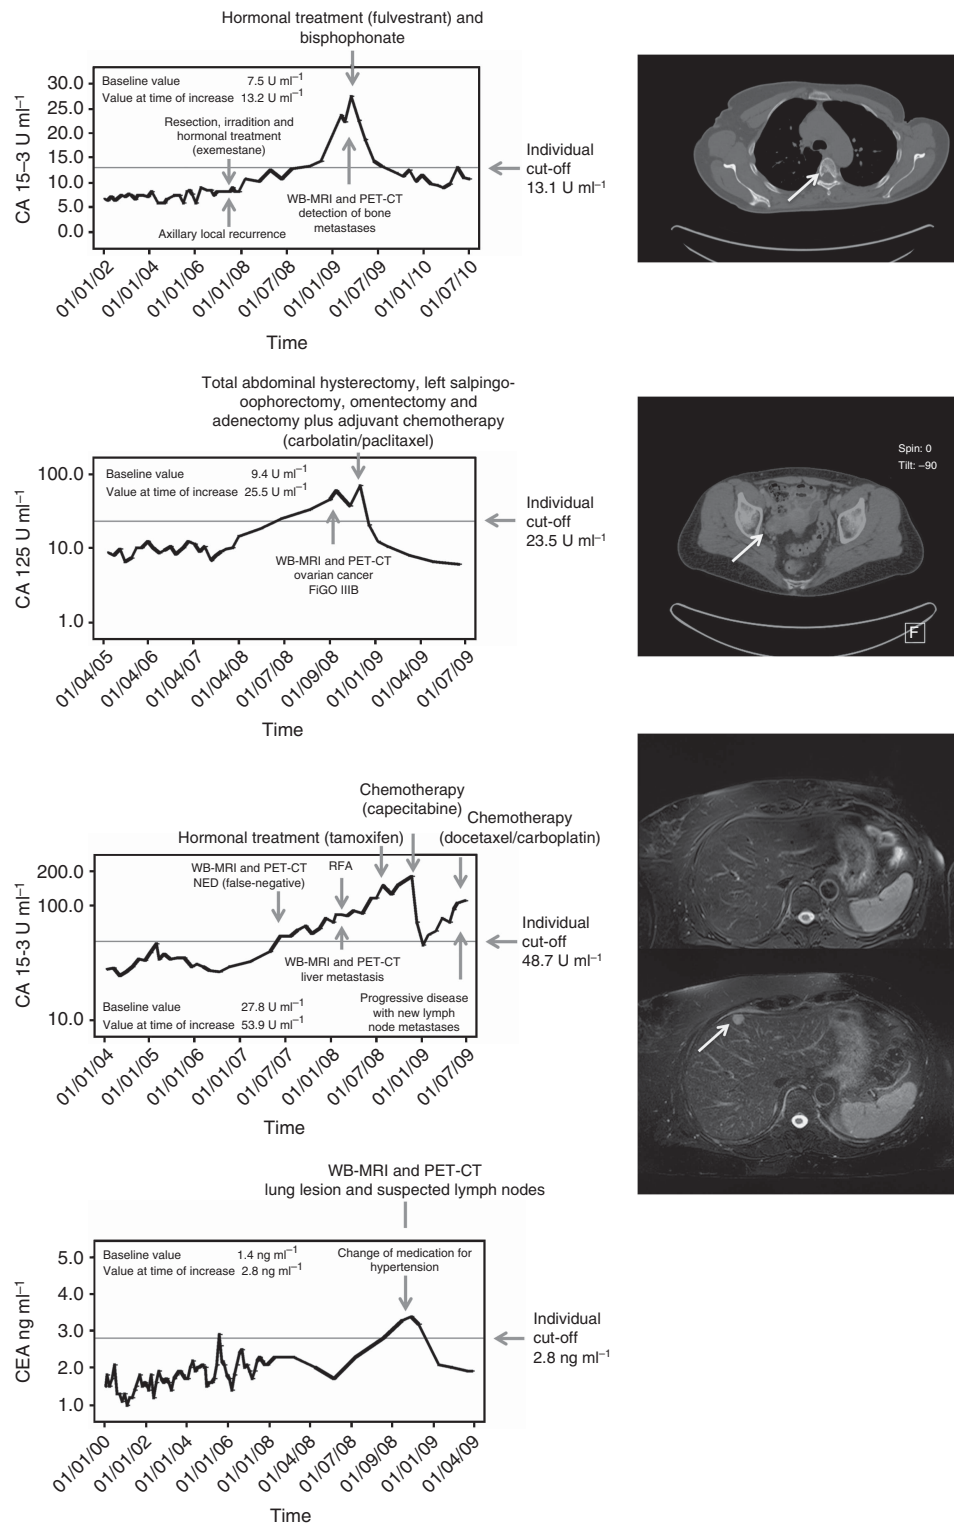 Hormonal treatment (fulvestrant) and
bisphophonate
CA 15–3 U ml⁻¹
30.0
25.0
20.0
15.0
10.0
5.0
0.0
Baseline value 7.5 U ml⁻¹
Value at time of increase 13.2 U ml⁻¹
Resection, irradition and
hormonal treatment
(exemestane)
Axillary local recurrence
WB-MRI and PET-CT
detection of bone
metastases
Individual
cut-off
13.1 U ml⁻¹
01/01/02
01/01/04
01/01/06
01/01/08
01/07/08
01/01/09
01/07/09
01/01/10
01/07/10
Time
Total abdominal hysterectomy, left salpingo-
oophorectomy, omentectomy and
adenectomy plus adjuvant chemotherapy
(carbolatin/paclitaxel)
CA 125 U ml⁻¹
100.0
10.0
1.0
Baseline value 9.4 U ml⁻¹
Value at time of increase 25.5 U ml⁻¹
WB-MRI and PET-CT
ovarian cancer
FiGO IIIB
Individual
cut-off
23.5 U ml⁻¹
01/04/05
01/04/06
01/04/07
01/04/08
01/07/08
01/09/08
01/01/09
01/04/09
01/07/09
Time
Spin: 0
Tilt: –90
F
Chemotherapy
(capecitabine)
Chemotherapy
(docetaxel/carboplatin)
Hormonal treatment (tamoxifen)
CA 15-3 U ml⁻¹
200.0
100.0
10.0
WB-MRI and PET-CT
NED (false-negative)
RFA
WB-MRI and PET-CT
liver metastasis
Baseline value 27.8 U ml⁻¹
Value at time of increase 53.9 U ml⁻¹
Progressive disease
with new lymph
node metastases
Individual
cut-off
48.7 U ml⁻¹
01/01/04
01/01/05
01/01/06
01/01/07
01/07/07
01/01/08
01/07/08
01/01/09
01/07/09
Time
WB-MRI and PET-CT
lung lesion and suspected lymph nodes
CEA ng ml⁻¹
5.0
4.0
3.0
2.0
1.0
Baseline value 1.4 ng ml⁻¹
Value at time of increase 2.8 ng ml⁻¹
Change of medication for
hypertension
Individual
cut-off
2.8 ng ml⁻¹
01/01/00
01/01/02
01/01/04
01/01/06
01/01/08
01/04/08
01/07/08
01/09/08
01/01/09
01/04/09
Time